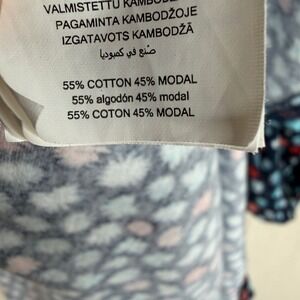 VALMISTETTU
PAGAMINTA KAMBODŽOJE
IZGATAVOTS KAMBODŽĀ
صنع في كمبوديا
55% COTTON 45% MODAL
55% algodón 45% modal
55% COTON 45% MODAL